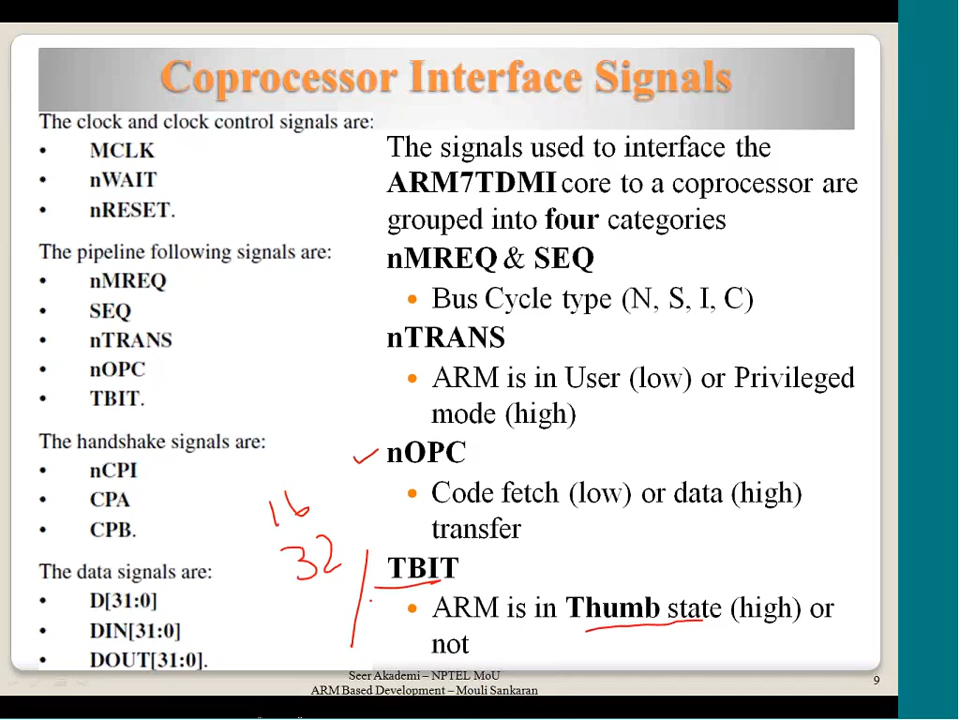 Coprocessor Interface Signals
The clock and clock control signals are:
• MCLK
• nWAIT
• nRESET.
The pipeline following signals are:
• nMREQ
• SEQ
• nTRANS
• nOPC
• TBIT.
The handshake signals are:
• nCPI
• CPA
• CPB.
The data signals are:
• D[31:0]
• DIN[31:0]
• DOUT[31:0].
The signals used to interface the
ARM7TDMI core to a coprocessor are
grouped into four categories
nMREQ & SEQ
• Bus Cycle type (N, S, I, C)
nTRANS
• ARM is in User (low) or Privileged
mode (high)
nOPC
• Code fetch (low) or data (high)
transfer
TBIT
• ARM is in Thumb state (high) or
not
16
32
Seer Akademi – NPTEL MoU
ARM Based Development – Mouli Sankaran
9